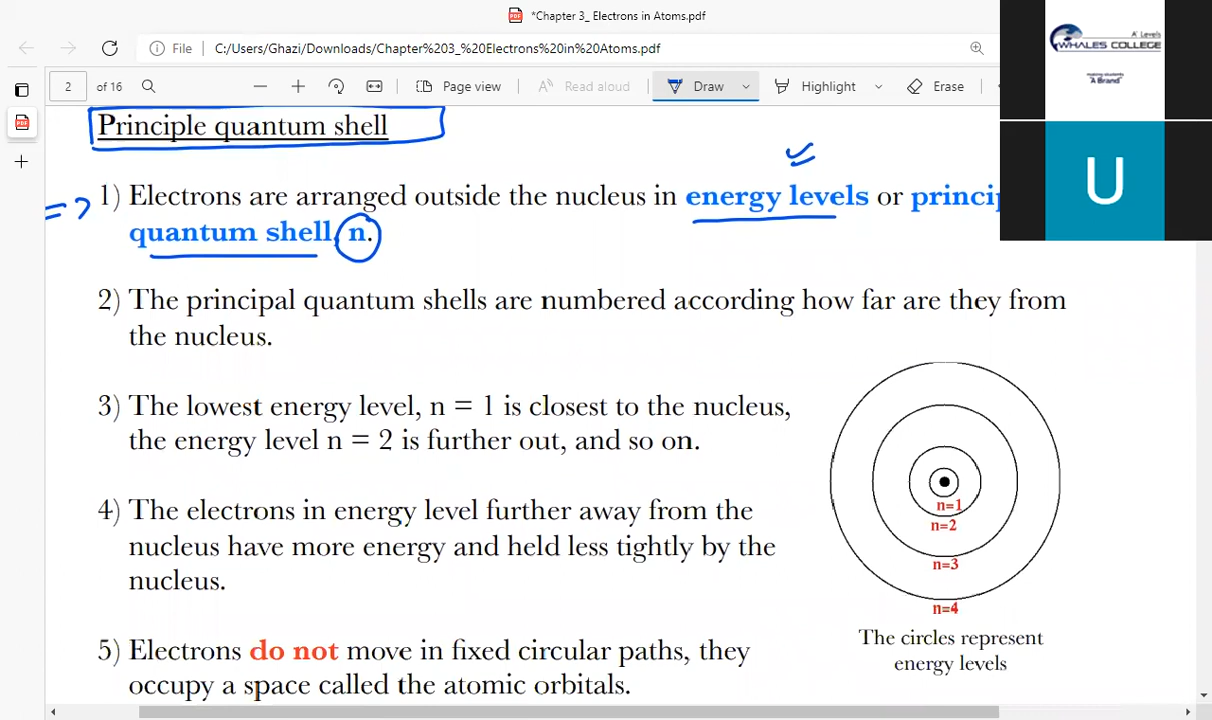 *Chapter 3_ Electrons in Atoms.pdf
File C:/Users/Ghazi/Downloads/Chapter%203_%20Electrons%20in%20Atoms.pdf
2 of 16 Page view Read aloud Draw Highlight Erase
A' Levels
WHALES COLLEGE
A Brand
U
Principle quantum shell
=> 1) Electrons are arranged outside the nucleus in energy levels or princip
quantum shell, n.
2) The principal quantum shells are numbered according how far are they from
the nucleus.
3) The lowest energy level, n = 1 is closest to the nucleus,
the energy level n = 2 is further out, and so on.
4) The electrons in energy level further away from the
nucleus have more energy and held less tightly by the
nucleus.
5) Electrons do not move in fixed circular paths, they
occupy a space called the atomic orbitals.
n=1
n=2
n=3
n=4
The circles represent
energy levels